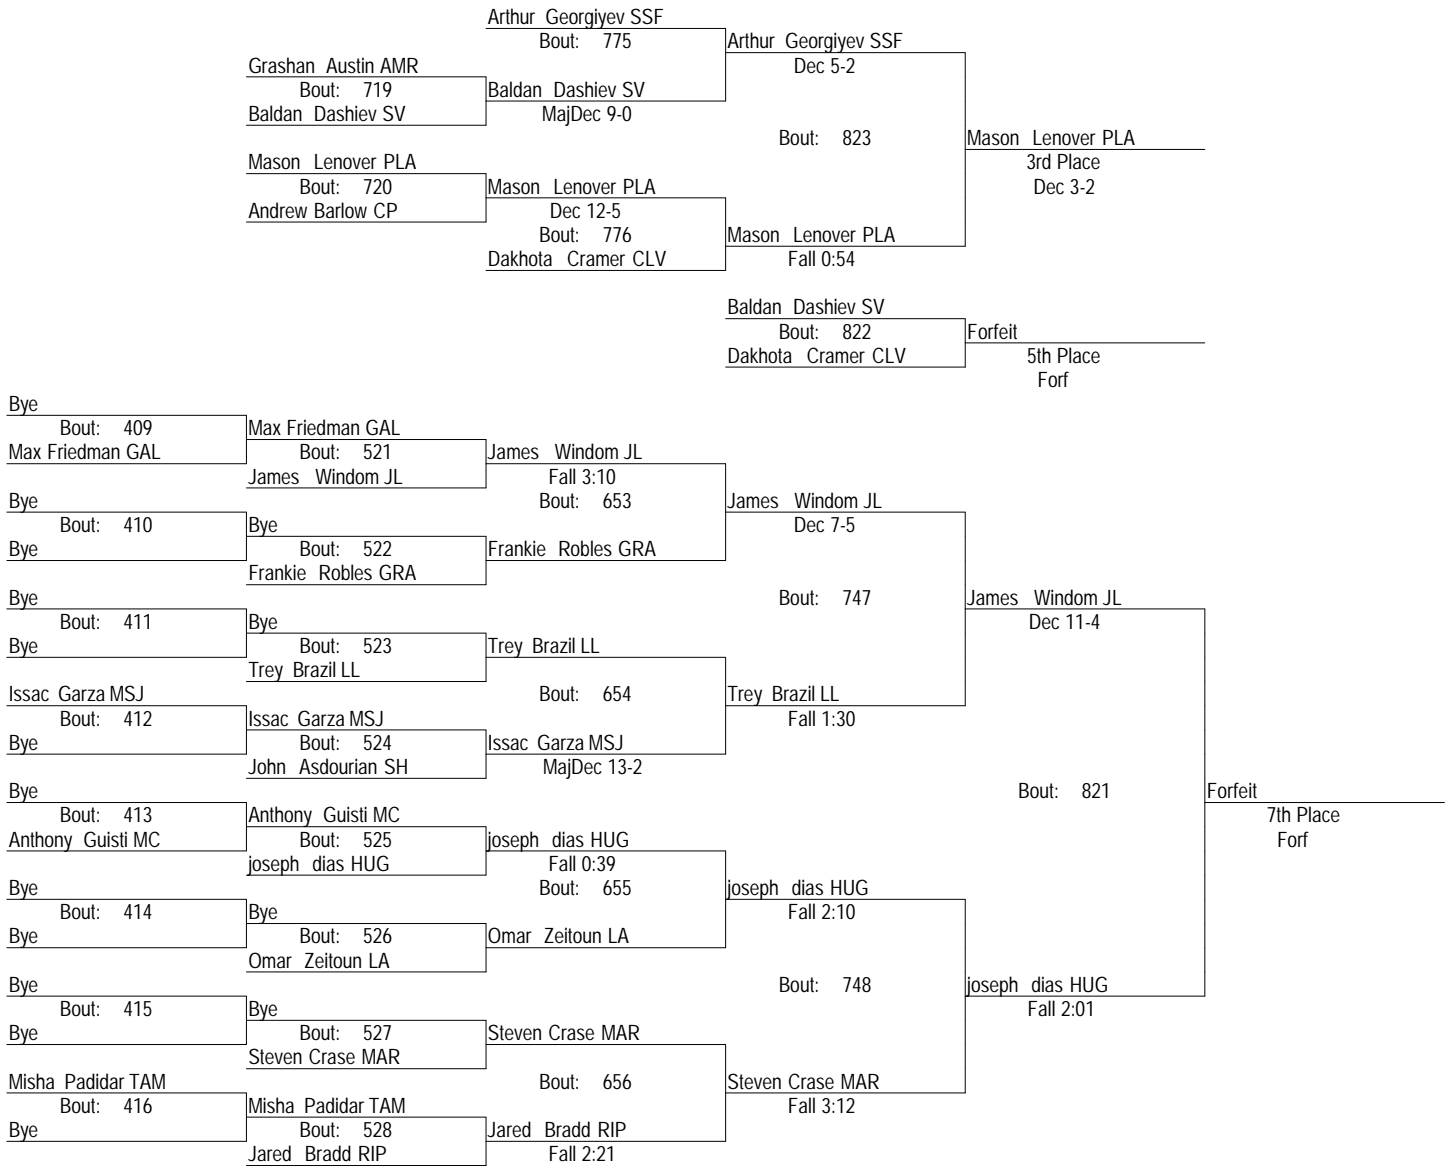 Arthur Georgiyev SSF
Bout: 775
Arthur Georgiyev SSF
Dec 5-2
Grashan Austin AMR
Bout: 719
Baldan Dashiev SV
Baldan Dashiev SV
MajDec 9-0
Bout: 823
Mason Lenover PLA
3rd Place
Dec 3-2
Mason Lenover PLA
Bout: 720
Andrew Barlow CP
Mason Lenover PLA
Dec 12-5
Bout: 776
Dakhota Cramer CLV
Mason Lenover PLA
Fall 0:54
Baldan Dashiev SV
Bout: 822
Dakhota Cramer CLV
Forfeit
5th Place
Forf
Bye
Bout: 409
Max Friedman GAL
Max Friedman GAL
Bout: 521
James Windom JL
James Windom JL
Fall 3:10
Bout: 653
James Windom JL
Dec 7-5
Bye
Bout: 410
Bye
Bye
Bout: 522
Frankie Robles GRA
Frankie Robles GRA
Bye
Bout: 411
Bye
Bye
Bout: 523
Trey Brazil LL
Trey Brazil LL
Bout: 747
James Windom JL
Dec 11-4
Issac Garza MSJ
Bout: 412
Bye
Issac Garza MSJ
Bout: 524
John Asdourian SH
Bout: 654
Issac Garza MSJ
MajDec 13-2
Trey Brazil LL
Fall 1:30
Bye
Bout: 413
Anthony Guisti MC
Anthony Guisti MC
Bout: 525
joseph dias HUG
joseph dias HUG
Fall 0:39
Bout: 655
joseph dias HUG
Fall 2:10
Bout: 821
Forfeit
7th Place
Forf
Bye
Bout: 414
Bye
Bye
Bout: 526
Omar Zeitoun LA
Omar Zeitoun LA
Bye
Bout: 415
Bye
Bye
Bout: 527
Steven Crase MAR
Steven Crase MAR
Bout: 748
joseph dias HUG
Fall 2:01
Misha Padidar TAM
Bout: 416
Bye
Misha Padidar TAM
Bout: 528
Jared Bradd RIP
Bout: 656
Jared Bradd RIP
Fall 2:21
Steven Crase MAR
Fall 3:12